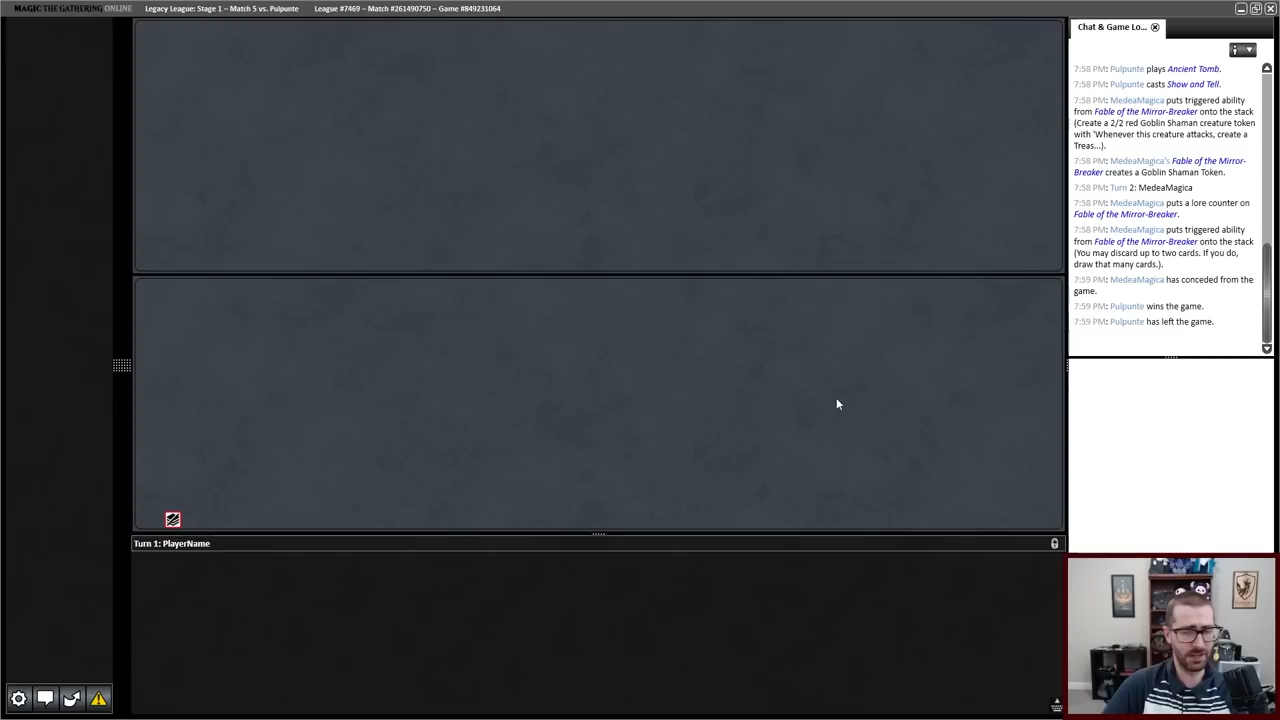 MAGIC THE GATHERING ONLINE Legacy League: Stage 1 – Match 5 vs. Pulpunte League #7469 – Match #261490750 – Game #849231064
Chat & Game Lo...
7:58 PM: Pulpunte plays Ancient Tomb.
7:58 PM: Pulpunte casts Show and Tell.
7:58 PM: MedeaMagica puts triggered ability
from Fable of the Mirror-Breaker onto the stack
(Create a 2/2 red Goblin Shaman creature token
with 'Whenever this creature attacks, create a
Treas...).
7:58 PM: MedeaMagica's Fable of the Mirror-
Breaker creates a Goblin Shaman Token.
7:58 PM: Turn 2: MedeaMagica
7:58 PM: MedeaMagica puts a lore counter on
Fable of the Mirror-Breaker.
7:58 PM: MedeaMagica puts triggered ability
from Fable of the Mirror-Breaker onto the stack
(You may discard up to two cards. If you do,
draw that many cards.).
7:59 PM: MedeaMagica has conceded from the
game.
7:59 PM: Pulpunte wins the game.
7:59 PM: Pulpunte has left the game.
Turn 1: PlayerName